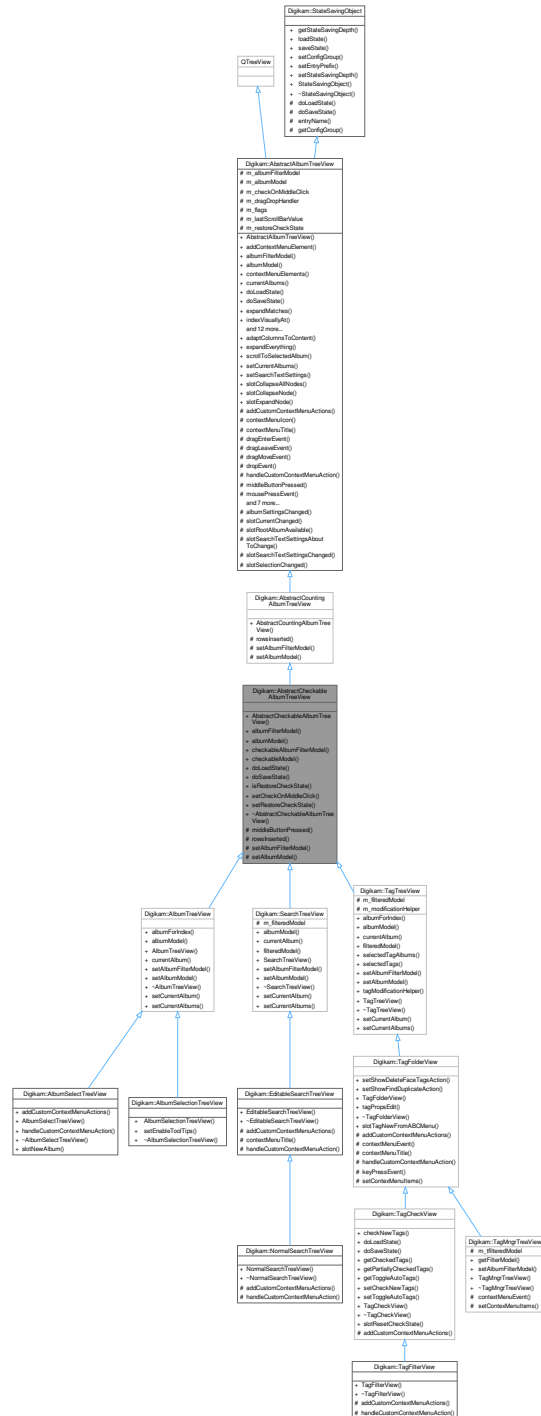 Digikam::StateSavingObject
+ getStateSavingDepth()
+ loadState()
+ saveState()
+ setConfigGroup()
+ setEntryPrefix()
+ setStateSavingDepth()
+ StateSavingObject()
+ ~StateSavingObject()
# doLoadState()
# doSaveState()
# entryName()
# getConfigGroup()
QTreeView
Digikam::AbstractAlbumTreeView
# m_albumFilterModel
# m_albumModel
# m_checkOnMiddleClick
# m_dragDropHandler
# m_flags
# m_lastScrollBarValue
# m_restoreCheckState
+ AbstractAlbumTreeView()
+ addContextMenuElement()
+ albumFilterModel()
+ albumModel()
+ contextMenuElements()
+ currentAlbums()
+ doLoadState()
+ doSaveState()
+ expandMatches()
+ indexVisuallyAt()
and 12 more...
+ adaptColumnsToContent()
+ expandEverything()
+ scrollToSelectedAlbum()
+ setCurrentAlbums()
+ setSearchTextSettings()
+ slotCollapseAllNodes()
+ slotCollapseNode()
+ slotExpandNode()
# addCustomContextMenuActions()
# contextMenuIcon()
# contextMenuTitle()
# dragEnterEvent()
# dragLeaveEvent()
# dragMoveEvent()
# dropEvent()
# handleCustomContextMenuAction()
# middleButtonPressed()
# mousePressEvent()
and 7 more...
# albumSettingsChanged()
# slotCurrentChanged()
# slotRootAlbumAvailable()
# slotSearchTextSettingsAbout
ToChange()
# slotSearchTextSettingsChanged()
# slotSelectionChanged()
Digikam::AbstractCounting
AlbumTreeView
+ AbstractCountingAlbumTree
View()
# rowsInserted()
# setAlbumFilterModel()
# setAlbumModel()
Digikam::AbstractCheckable
AlbumTreeView
+ AbstractCheckableAlbumTree
View()
+ albumFilterModel()
+ albumModel()
+ checkableAlbumFilterModel()
+ checkableModel()
+ doLoadState()
+ doSaveState()
+ isRestoreCheckState()
+ setCheckOnMiddleClick()
+ setRestoreCheckState()
+ ~AbstractCheckableAlbumTree
View()
# middleButtonPressed()
# rowsInserted()
# setAlbumFilterModel()
# setAlbumModel()
Digikam::AlbumTreeView
+ albumForIndex()
+ albumModel()
+ AlbumTreeView()
+ currentAlbum()
+ setAlbumFilterModel()
+ setAlbumModel()
+ ~AlbumTreeView()
+ setCurrentAlbum()
+ setCurrentAlbums()
Digikam::SearchTreeView
# m_filteredModel
+ albumModel()
+ currentAlbum()
+ filteredModel()
+ SearchTreeView()
+ setAlbumFilterModel()
+ setAlbumModel()
+ ~SearchTreeView()
+ setCurrentAlbum()
+ setCurrentAlbums()
Digikam::TagTreeView
# m_filteredModel
# m_modificationHelper
+ albumForIndex()
+ albumModel()
+ currentAlbum()
+ filteredModel()
+ selectedTagAlbums()
+ selectedTags()
+ setAlbumFilterModel()
+ setAlbumModel()
+ tagModificationHelper()
+ TagTreeView()
+ ~TagTreeView()
+ setCurrentAlbum()
+ setCurrentAlbums()
Digikam::AlbumSelectTreeView
+ addCustomContextMenuActions()
+ AlbumSelectTreeView()
+ handleCustomContextMenuAction()
+ ~AlbumSelectTreeView()
+ slotNewAlbum()
Digikam::AlbumSelectionTreeView
+ AlbumSelectionTreeView()
+ setEnableToolTips()
+ ~AlbumSelectionTreeView()
Digikam::EditableSearchTreeView
+ EditableSearchTreeView()
+ ~EditableSearchTreeView()
# addCustomContextMenuActions()
# contextMenuTitle()
# handleCustomContextMenuAction()
Digikam::TagFolderView
+ setShowDeleteFaceTagsAction()
+ setShowFindDuplicateAction()
+ TagFolderView()
+ tagPropsEdit()
+ ~TagFolderView()
+ slotTagNewFromABCMenu()
# addCustomContextMenuActions()
# contextMenuEvent()
# contextMenuTitle()
# handleCustomContextMenuAction()
# keyPressEvent()
# setContexMenuItems()
Digikam::NormalSearchTreeView
+ NormalSearchTreeView()
+ ~NormalSearchTreeView()
# addCustomContextMenuActions()
# handleCustomContextMenuAction()
Digikam::TagCheckView
+ checkNewTags()
+ doLoadState()
+ doSaveState()
+ getCheckedTags()
+ getPartiallyCheckedTags()
+ getToggleAutoTags()
+ setCheckNewTags()
+ setToggleAutoTags()
+ TagCheckView()
+ ~TagCheckView()
+ slotResetCheckState()
# addCustomContextMenuActions()
Digikam::TagMngrTreeView
# m_tfilteredModel
+ getFilterModel()
+ setAlbumFilterModel()
+ TagMngrTreeView()
+ ~TagMngrTreeView()
# contextMenuEvent()
# setContexMenuItems()
Digikam::TagFilterView
+ TagFilterView()
+ ~TagFilterView()
# addCustomContextMenuActions()
# handleCustomContextMenuAction()